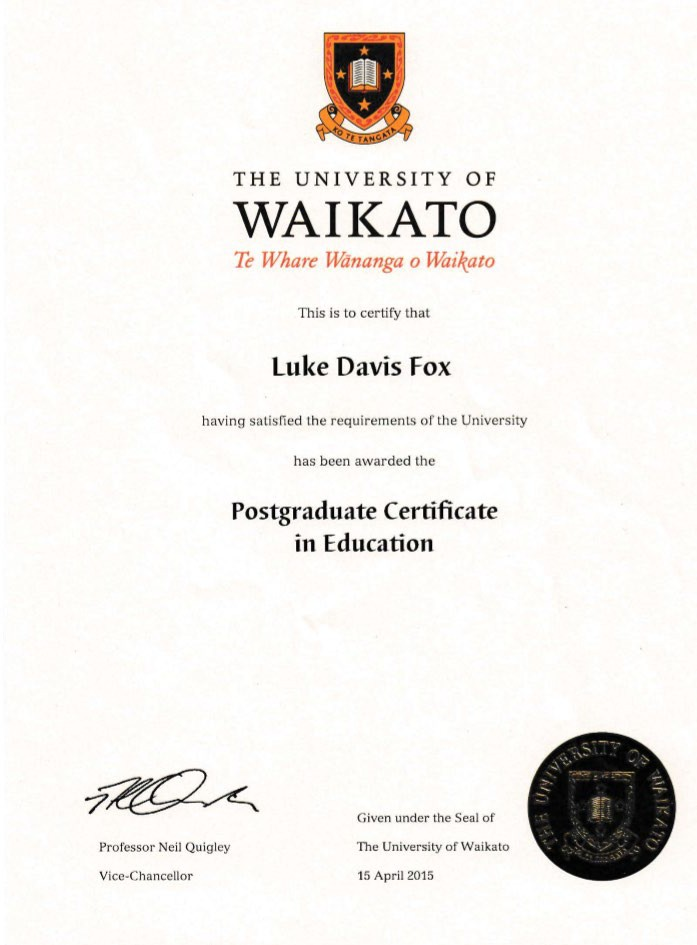 KO TE TANGATA
THE UNIVERSITY OF
WAIKATO
Te Whare Wānanga o Waikato
This is to certify that
Luke Davis Fox
having satisfied the requirements of the University
has been awarded the
Postgraduate Certificate
in Education
Professor Neil Quigley
Vice-Chancellor
Given under the Seal of
The University of Waikato
15 April 2015
THE UNIVERSITY OF WAIKATO